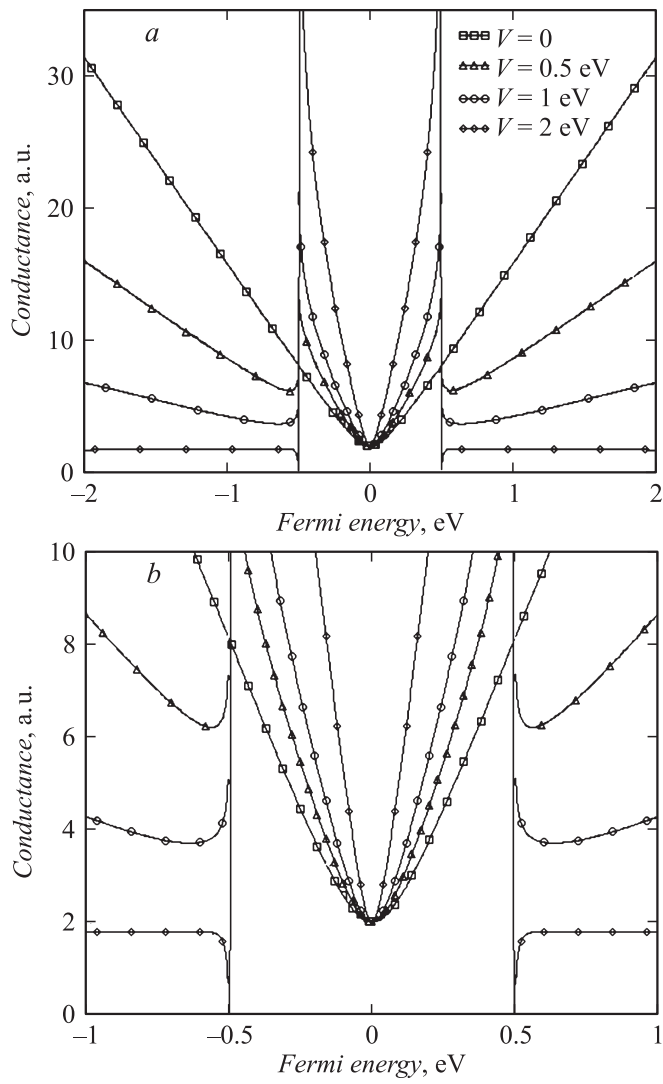 a
V = 0
V = 0.5 eV
V = 1 eV
V = 2 eV
30
20
10
0
Conductance, a.u.
–2
–1
0
1
2
Fermi energy, eV
b
10
8
6
4
2
0
Conductance, a.u.
–1
–0.5
0
0.5
1
Fermi energy, eV